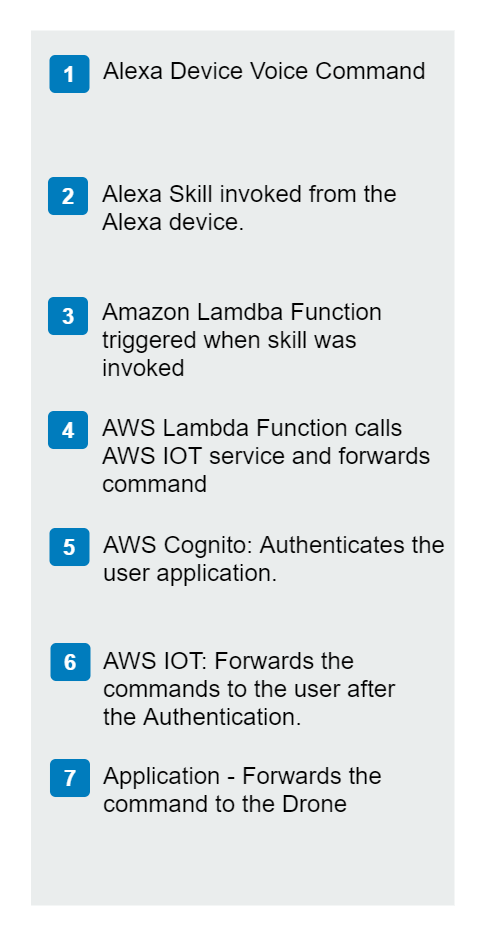 1 Alexa Device Voice Command
2 Alexa Skill invoked from the
Alexa device.
3 Amazon Lamdba Function
triggered when skill was
invoked
4 AWS Lambda Function calls
AWS IOT service and forwards
command
5 AWS Cognito: Authenticates the
user application.
6 AWS IOT: Forwards the
commands to the user after
the Authentication.
7 Application - Forwards the
command to the Drone